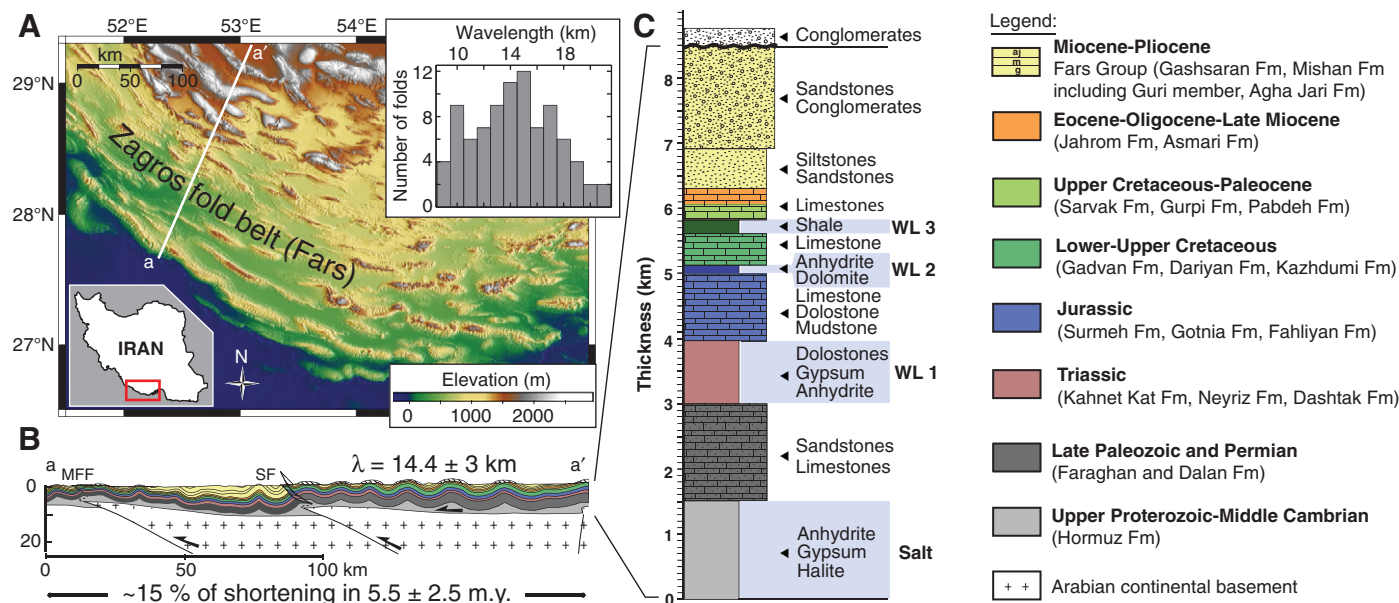 A
52°E
53°E
54°E
29°N
28°N
27°N
km
0 50 100
a′
a
Zagros fold belt (Fars)
Wavelength (km)
10 14 18
Number of folds
12
8
4
0
IRAN
N
Elevation (m)
0 1000 2000
B
a
MFF
SF
λ = 14.4 ± 3 km
a′
0
20
0 50 100 km
~15 % of shortening in 5.5 ± 2.5 m.y.
C
Thickness (km)
8
7
6
5
4
3
2
1
0
Conglomerates
Sandstones
Conglomerates
Siltstones
Sandstones
Limestones
Shale
WL 3
Limestone
Anhydrite
Dolomite
WL 2
Limestone
Dolostone
Mudstone
Dolostones
Gypsum
Anhydrite
WL 1
Sandstones
Limestones
Anhydrite
Gypsum
Halite
Salt
Legend:
aj
m
g
Miocene-Pliocene
Fars Group (Gashsaran Fm, Mishan Fm
including Guri member, Agha Jari Fm)
Eocene-Oligocene-Late Miocene
(Jahrom Fm, Asmari Fm)
Upper Cretaceous-Paleocene
(Sarvak Fm, Gurpi Fm, Pabdeh Fm)
Lower-Upper Cretaceous
(Gadvan Fm, Dariyan Fm, Kazhdumi Fm)
Jurassic
(Surmeh Fm, Gotnia Fm, Fahliyan Fm)
Triassic
(Kahnet Kat Fm, Neyriz Fm, Dashtak Fm)
Late Paleozoic and Permian
(Faraghan and Dalan Fm)
Upper Proterozoic-Middle Cambrian
(Hormuz Fm)
Arabian continental basement